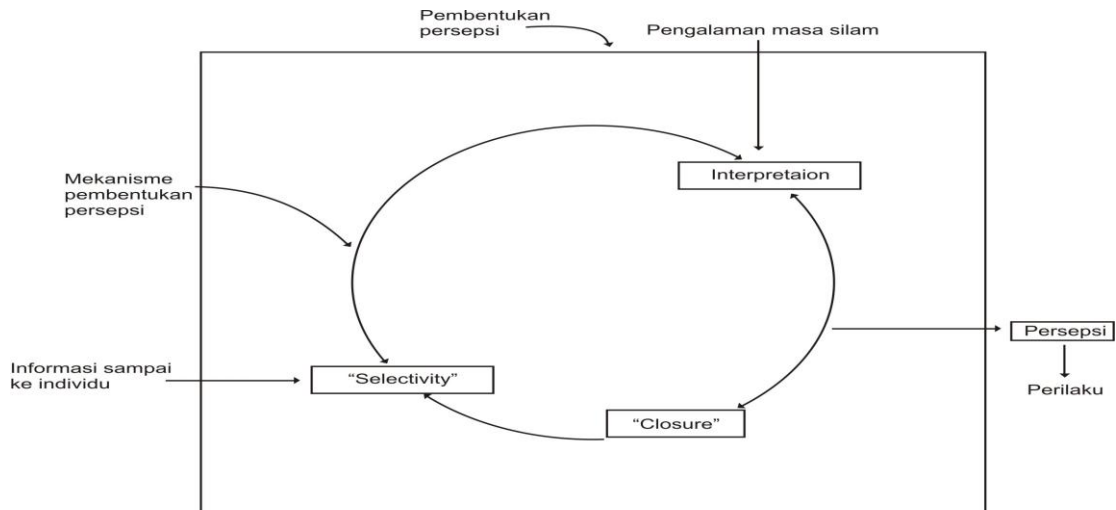 Pembentukan
persepsi
Pengalaman masa silam
Mekanisme
pembentukan
persepsi
Interpretaion
Informasi sampai
ke individu
“Selectivity”
“Closure”
Persepsi
Perilaku